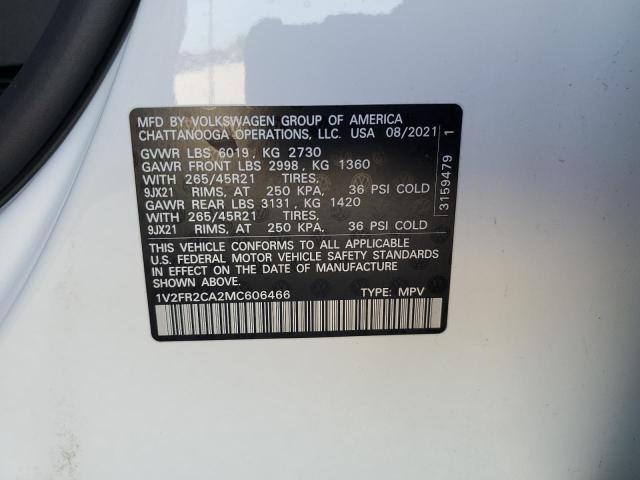 MFD BY VOLKSWAGEN GROUP OF AMERICA
CHATTANOOGA OPERATIONS, LLC. USA 08/2021
GVWR LBS 6019, KG 2730
GAWR FRONT LBS 2998, KG 1360
WITH 265/45R21 TIRES,
9JX21 RIMS, AT 250 KPA, 36 PSI COLD
GAWR REAR LBS 3131, KG 1420
WITH 265/45R21 TIRES,
9JX21 RIMS, AT 250 KPA, 36 PSI COLD
THIS VEHICLE CONFORMS TO ALL APPLICABLE
U.S. FEDERAL MOTOR VEHICLE SAFETY STANDARDS
IN EFFECT ON THE DATE OF MANUFACTURE
SHOWN ABOVE.
1V2FR2CA2MC606466 TYPE: MPV
3159479 1